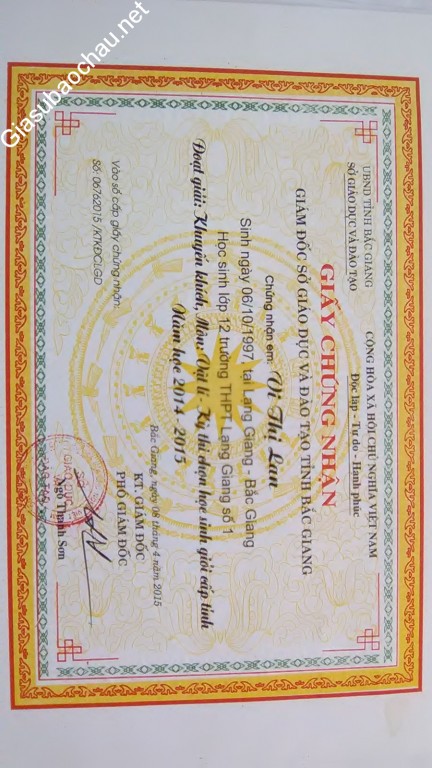 Giasubaochau.net
UBND TỈNH BẮC GIANG
SỞ GIÁO DỤC VÀ ĐÀO TẠO
CỘNG HÒA XÃ HỘI CHỦ NGHĨA VIỆT NAM
Độc lập - Tự do - Hạnh phúc
GIẤY CHỨNG NHẬN
GIÁM ĐỐC SỞ GIÁO DỤC VÀ ĐÀO TẠO TỈNH BẮC GIANG
Chứng nhận em: Vi Thị Lan
Sinh ngày 06/10/1997 tại Lạng Giang - Bắc Giang
Học sinh lớp 12 trường THPT Lạng Giang số 1
Đoạt giải: Khuyến khích Môn: Vật lí - Kỳ thi chọn học sinh giỏi cấp tỉnh
Năm học 2014 - 2015
Vào sổ cấp giấy chứng nhận:
Số: 0676/2015 /KTKĐCLGD
Bắc Giang, ngày 08 tháng 4 năm 2015
KT. GIÁM ĐỐC
PHÓ GIÁM ĐỐC
Ngô Thanh Sơn